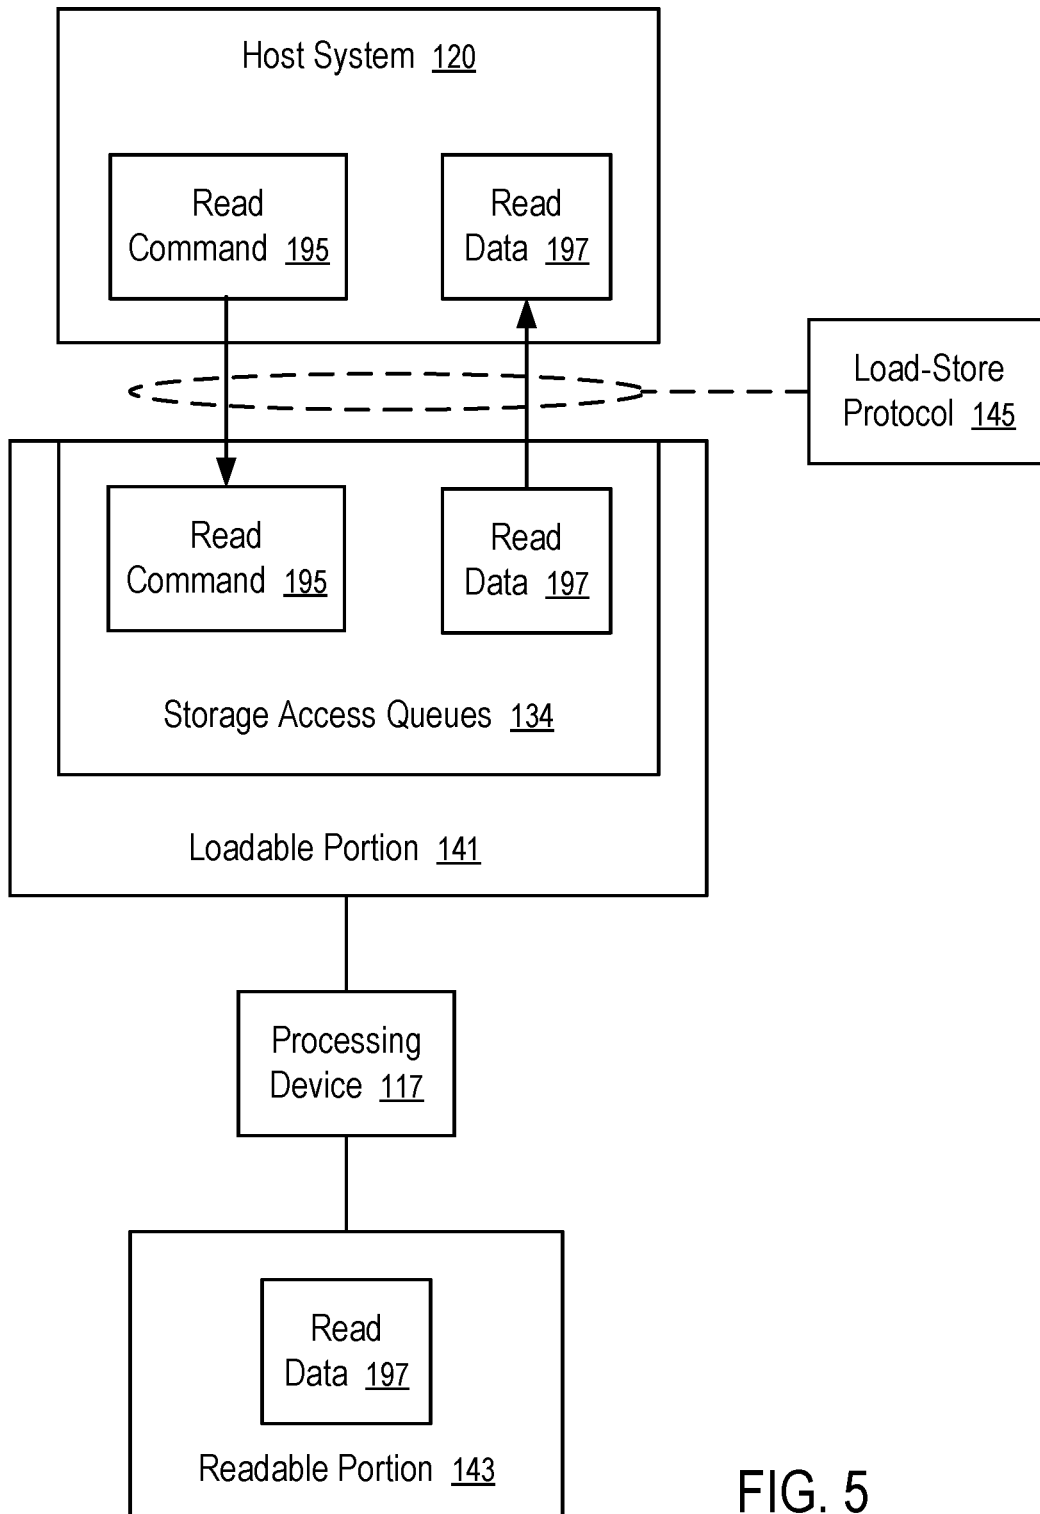 Host System 120
Read
Command 195
Read
Data 197
Load-Store
Protocol 145
Read
Command 195
Read
Data 197
Storage Access Queues 134
Loadable Portion 141
Processing
Device 117
Read
Data 197
Readable Portion 143
FIG. 5